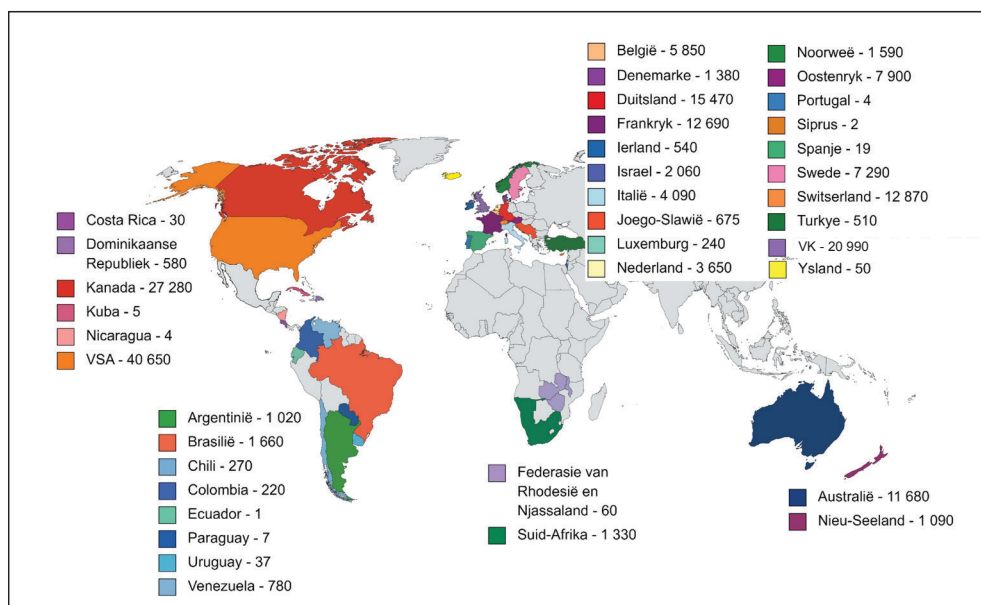 België - 5 850
Denemarke - 1 380
Duitsland - 15 470
Frankryk - 12 690
Ierland - 540
Israel - 2 060
Italië - 4 090
Joego-Slawië - 675
Luxemburg - 240
Nederland - 3 650
Noorweë - 1 590
Oostenryk - 7 900
Portugal - 4
Siprus - 2
Spanje - 19
Swede - 7 290
Switserland - 12 870
Turkye - 510
VK - 20 990
Ysland - 50
Costa Rica - 30
Dominikaanse
Republiek - 580
Kanada - 27 280
Kuba - 5
Nicaragua - 4
VSA - 40 650
Argentinië - 1 020
Brasilië - 1 660
Chili - 270
Colombia - 220
Ecuador - 1
Paraguay - 7
Uruguay - 37
Venezuela - 780
Federasie van
Rhodesië en
Njassaland - 60
Suid-Afrika - 1 330
Australië - 11 680
Nieu-Seeland - 1 090